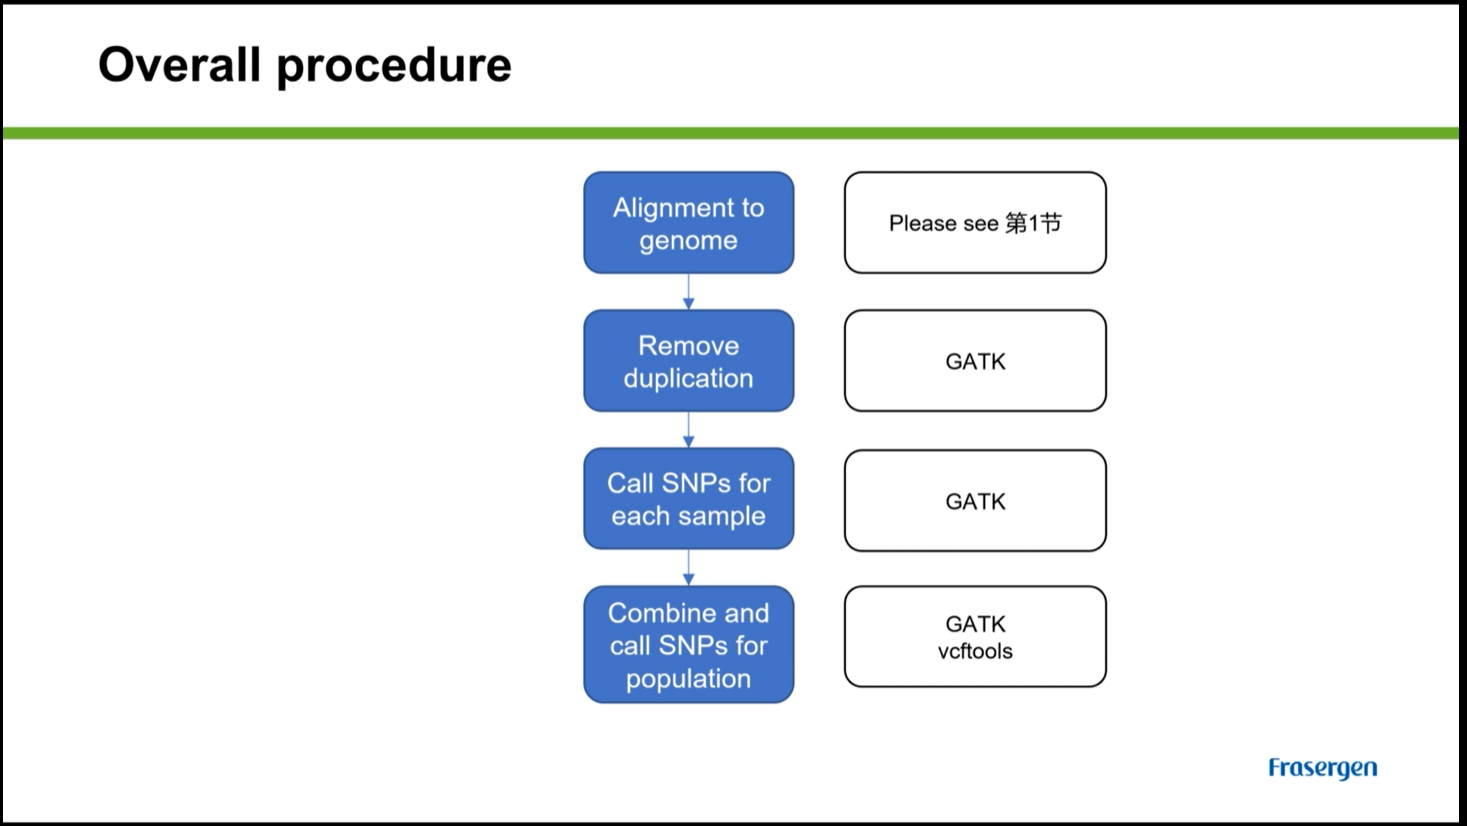 Overall procedure
Alignment to
genome
Please see 第1节
Remove
duplication
GATK
Call SNPs for
each sample
GATK
Combine and
call SNPs for
population
GATK
vcftools
Frasergen